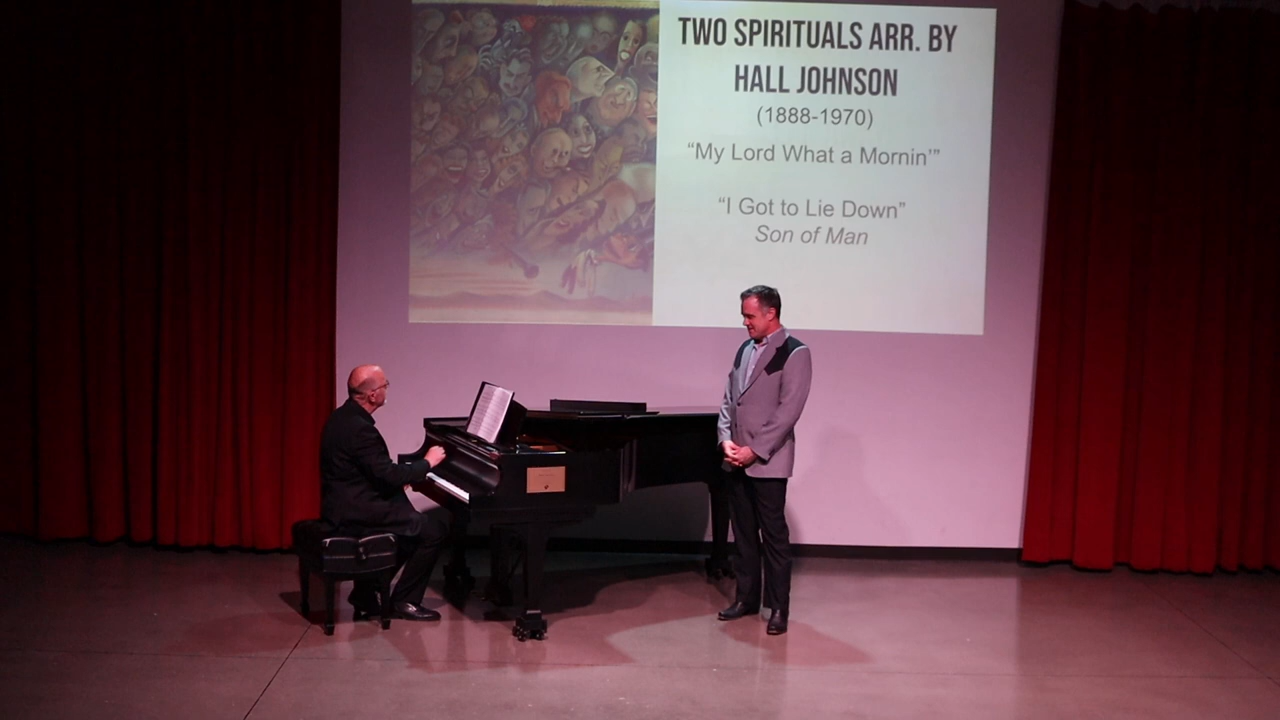 TWO SPIRITUALS ARR. BY
HALL JOHNSON
(1888-1970)
“My Lord What a Mornin’”
“I Got to Lie Down”
Son of Man